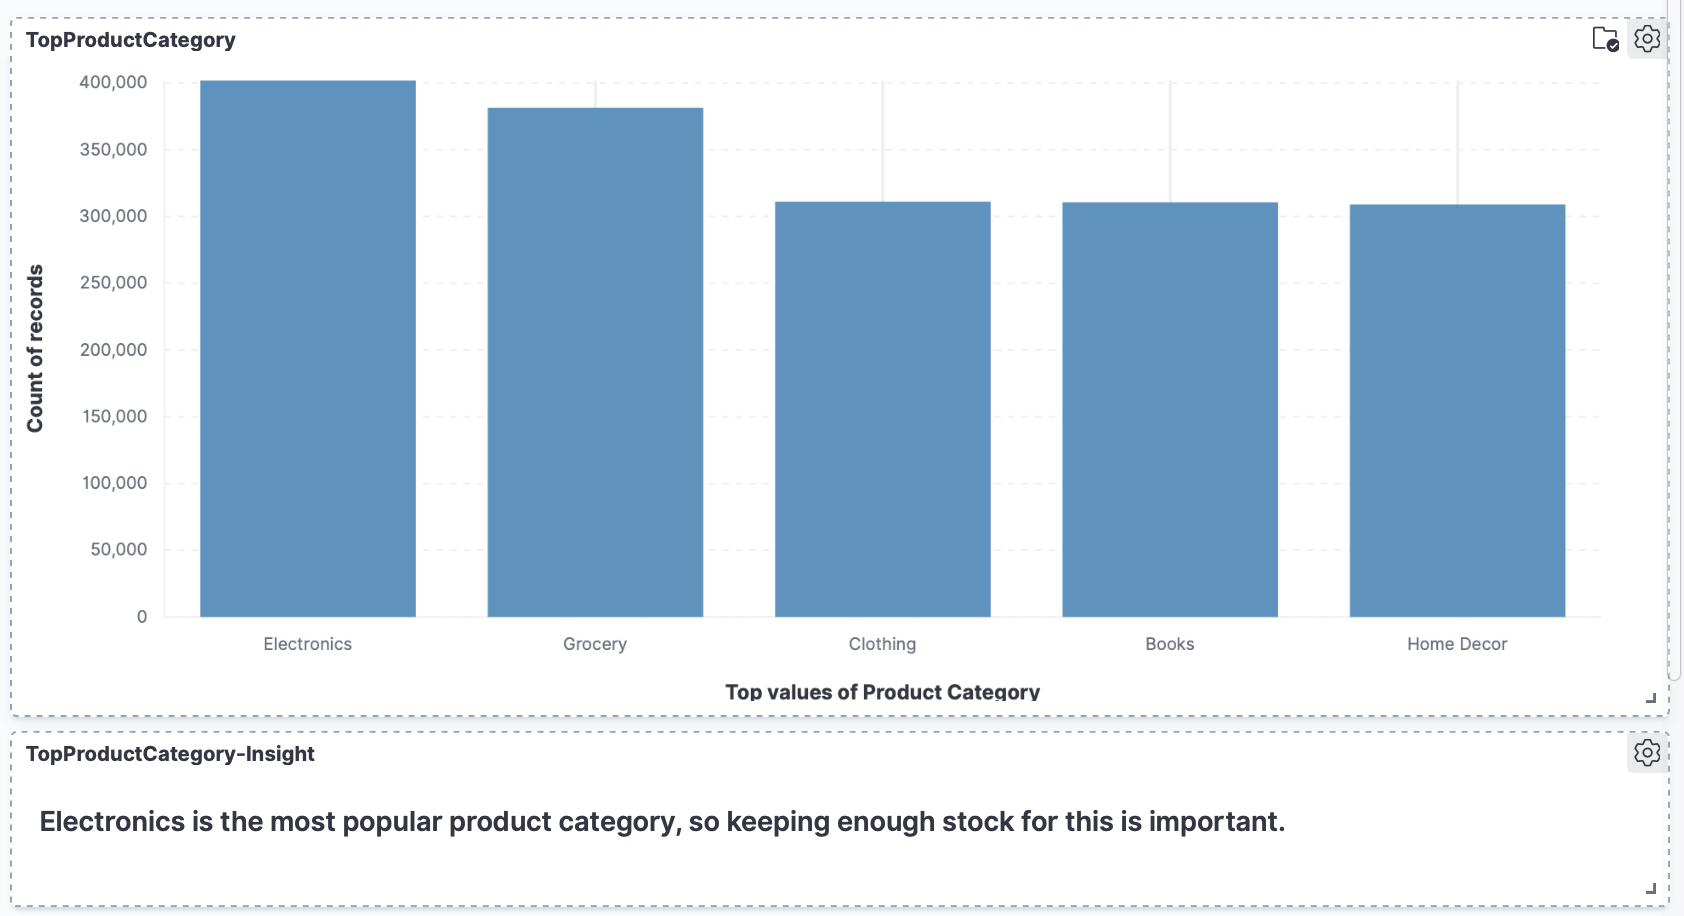 TopProductCategory
400,000
350,000
300,000
250,000
200,000
150,000
100,000
50,000
0
Count of records
Electronics
Grocery
Clothing
Books
Home Decor
Top values of Product Category
TopProductCategory-Insight
Electronics is the most popular product category, so keeping enough stock for this is important.